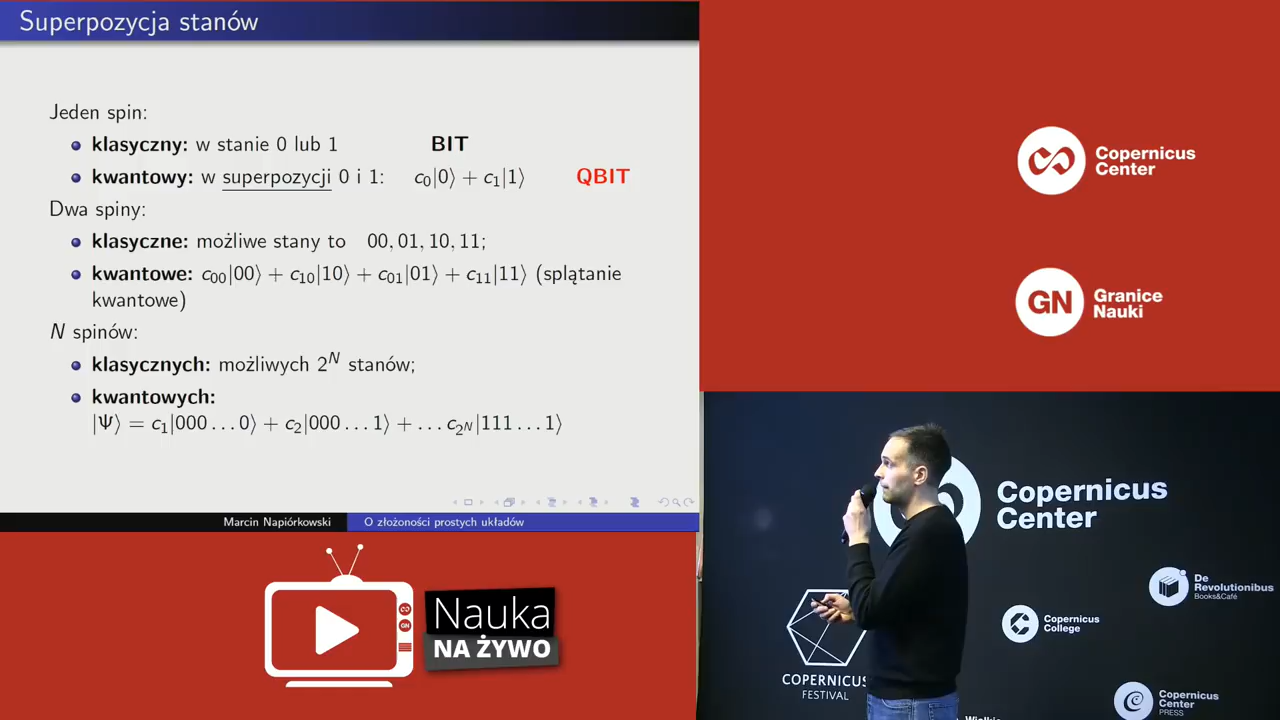 Superpozycja stanów
Jeden spin:
klasyczny: w stanie 0 lub 1 BIT
kwantowy: w superpozycji 0 i 1: c₀|0⟩ + c₁|1⟩ QBIT
Dwa spiny:
klasyczne: możliwe stany to 00, 01, 10, 11;
kwantowe: c₀₀|00⟩ + c₁₀|10⟩ + c₀₁|01⟩ + c₁₁|11⟩ (splątanie
kwantowe)
N spinów:
klasycznych: możliwych 2^N stanów;
kwantowych:
|Ψ⟩ = c₁|000...0⟩ + c₂|000...1⟩ + ... c_{2^N}|111...1⟩
Marcin Napiórkowski O złożoności prostych układów
Nauka
NA ŻYWO
Copernicus
Center
GN
Granice
Nauki
Copernicus
Center
De
Revolutionibus
Books&Café
Copernicus
College
COPERNICUS
FESTIVAL
Copernicus
Center
PRESS
Wielkie